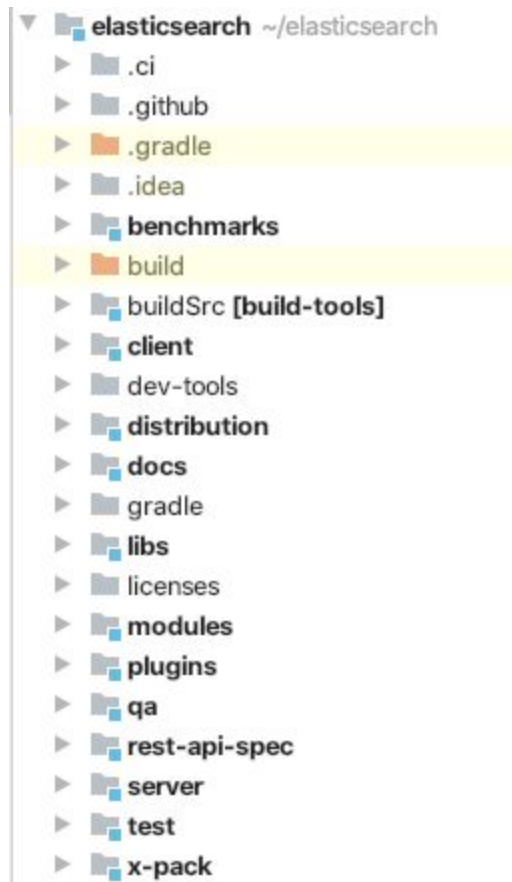 elasticsearch ~/elasticsearch
.ci
.github
.gradle
.idea
benchmarks
build
buildSrc [build-tools]
client
dev-tools
distribution
docs
gradle
libs
licenses
modules
plugins
qa
rest-api-spec
server
test
x-pack